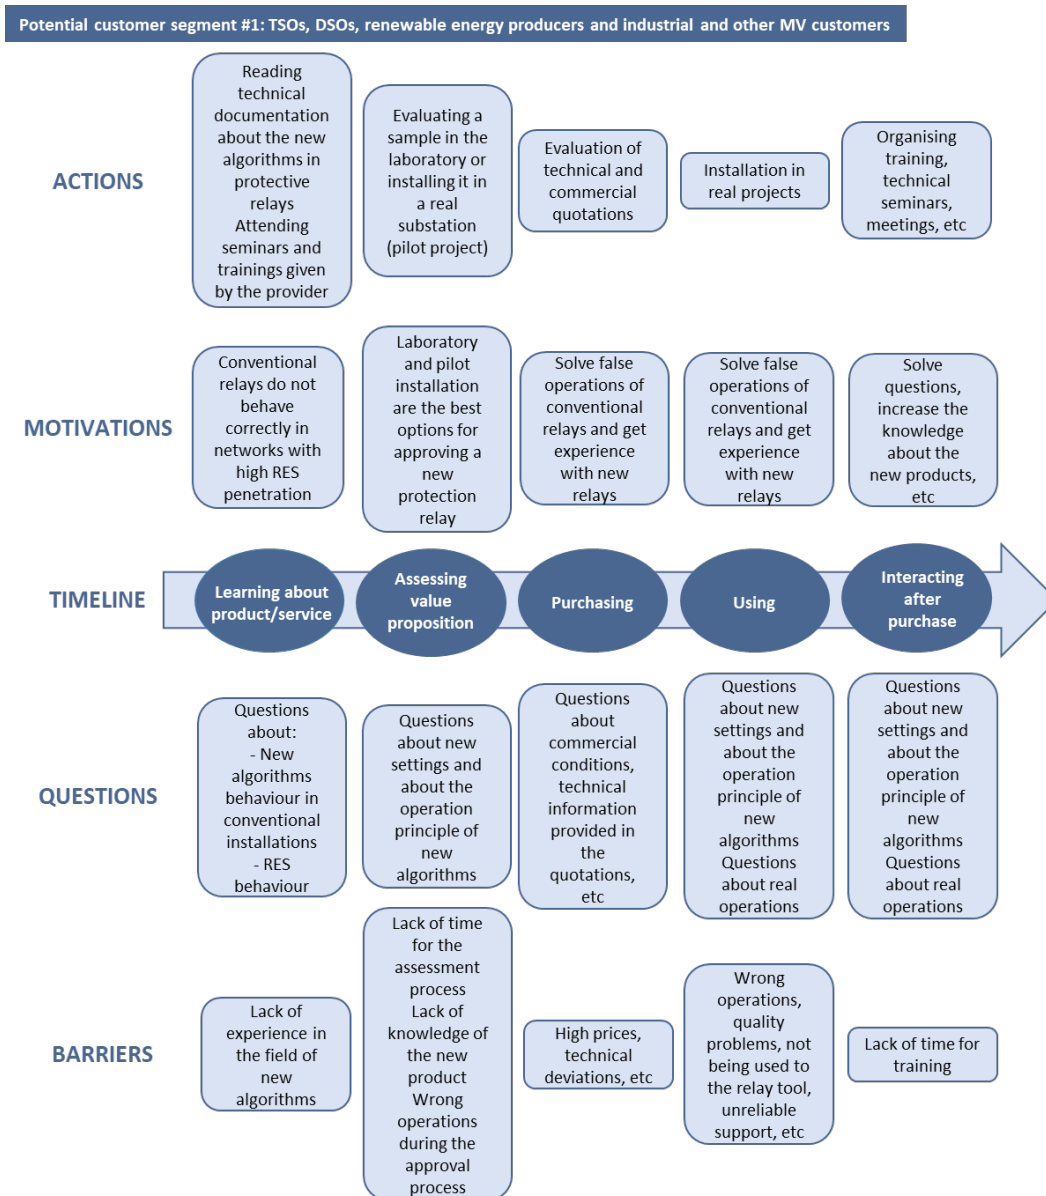 Potential customer segment #1: TSOs, DSOs, renewable energy producers and industrial and other MV customers
ACTIONS
Reading
technical
documentation
about the new
algorithms in
protective
relays
Attending
seminars and
trainings given
by the provider
Evaluating a
sample in the
laboratory or
installing it in
a real
substation
(pilot project)
Evaluation of
technical and
commercial
quotations
Installation in
real projects
Organising
training,
technical
seminars,
meetings, etc
MOTIVATIONS
Conventional
relays do not
behave
correctly in
networks with
high RES
penetration
Laboratory
and pilot
installation
are the best
options for
approving a
new
protection
relay
Solve false
operations of
conventional
relays and get
experience
with new
relays
Solve false
operations of
conventional
relays and get
experience
with new
relays
Solve
questions,
increase the
knowledge
about the
new products,
etc
TIMELINE
Learning about
product/service
Assessing
value
proposition
Purchasing
Using
Interacting
after
purchase
QUESTIONS
Questions
about:
- New
algorithms
behaviour in
conventional
installations
- RES
behaviour
Questions
about new
settings and
about the
operation
principle of
new
algorithms
Questions
about
commercial
conditions,
technical
information
provided in
the
quotations,
etc
Questions
about new
settings and
about the
operation
principle of
new
algorithms
Questions
about real
operations
Questions
about new
settings and
about the
operation
principle of
new
algorithms
Questions
about real
operations
BARRIERS
Lack of
experience in
the field of
new
algorithms
Lack of time
for the
assessment
process
Lack of
knowledge of
the new
product
Wrong
operations
during the
approval
process
High prices,
technical
deviations, etc
Wrong
operations,
quality
problems, not
being used to
the relay tool,
unreliable
support, etc
Lack of time for
training